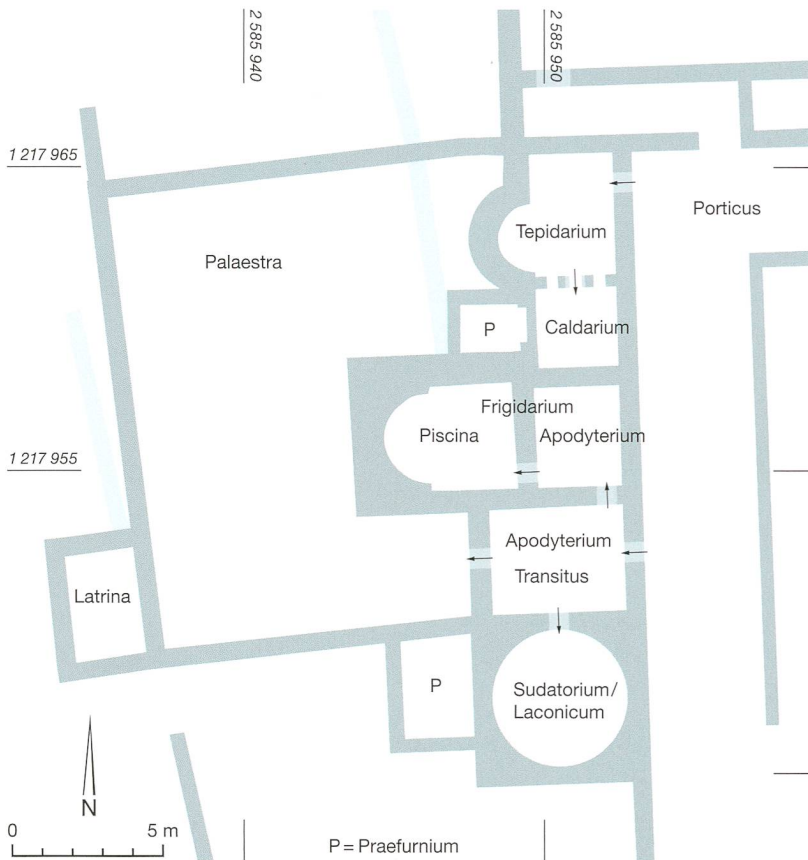 2 585 940
2 585 950
1 217 965
Porticus
Tepidarium
Palaestra
P
Caldarium
Frigidarium
Piscina
Apodyterium
1 217 955
Apodyterium
Transitus
Latrina
P
Sudatorium/
Laconicum
N
0
5 m
P = Praefurnium